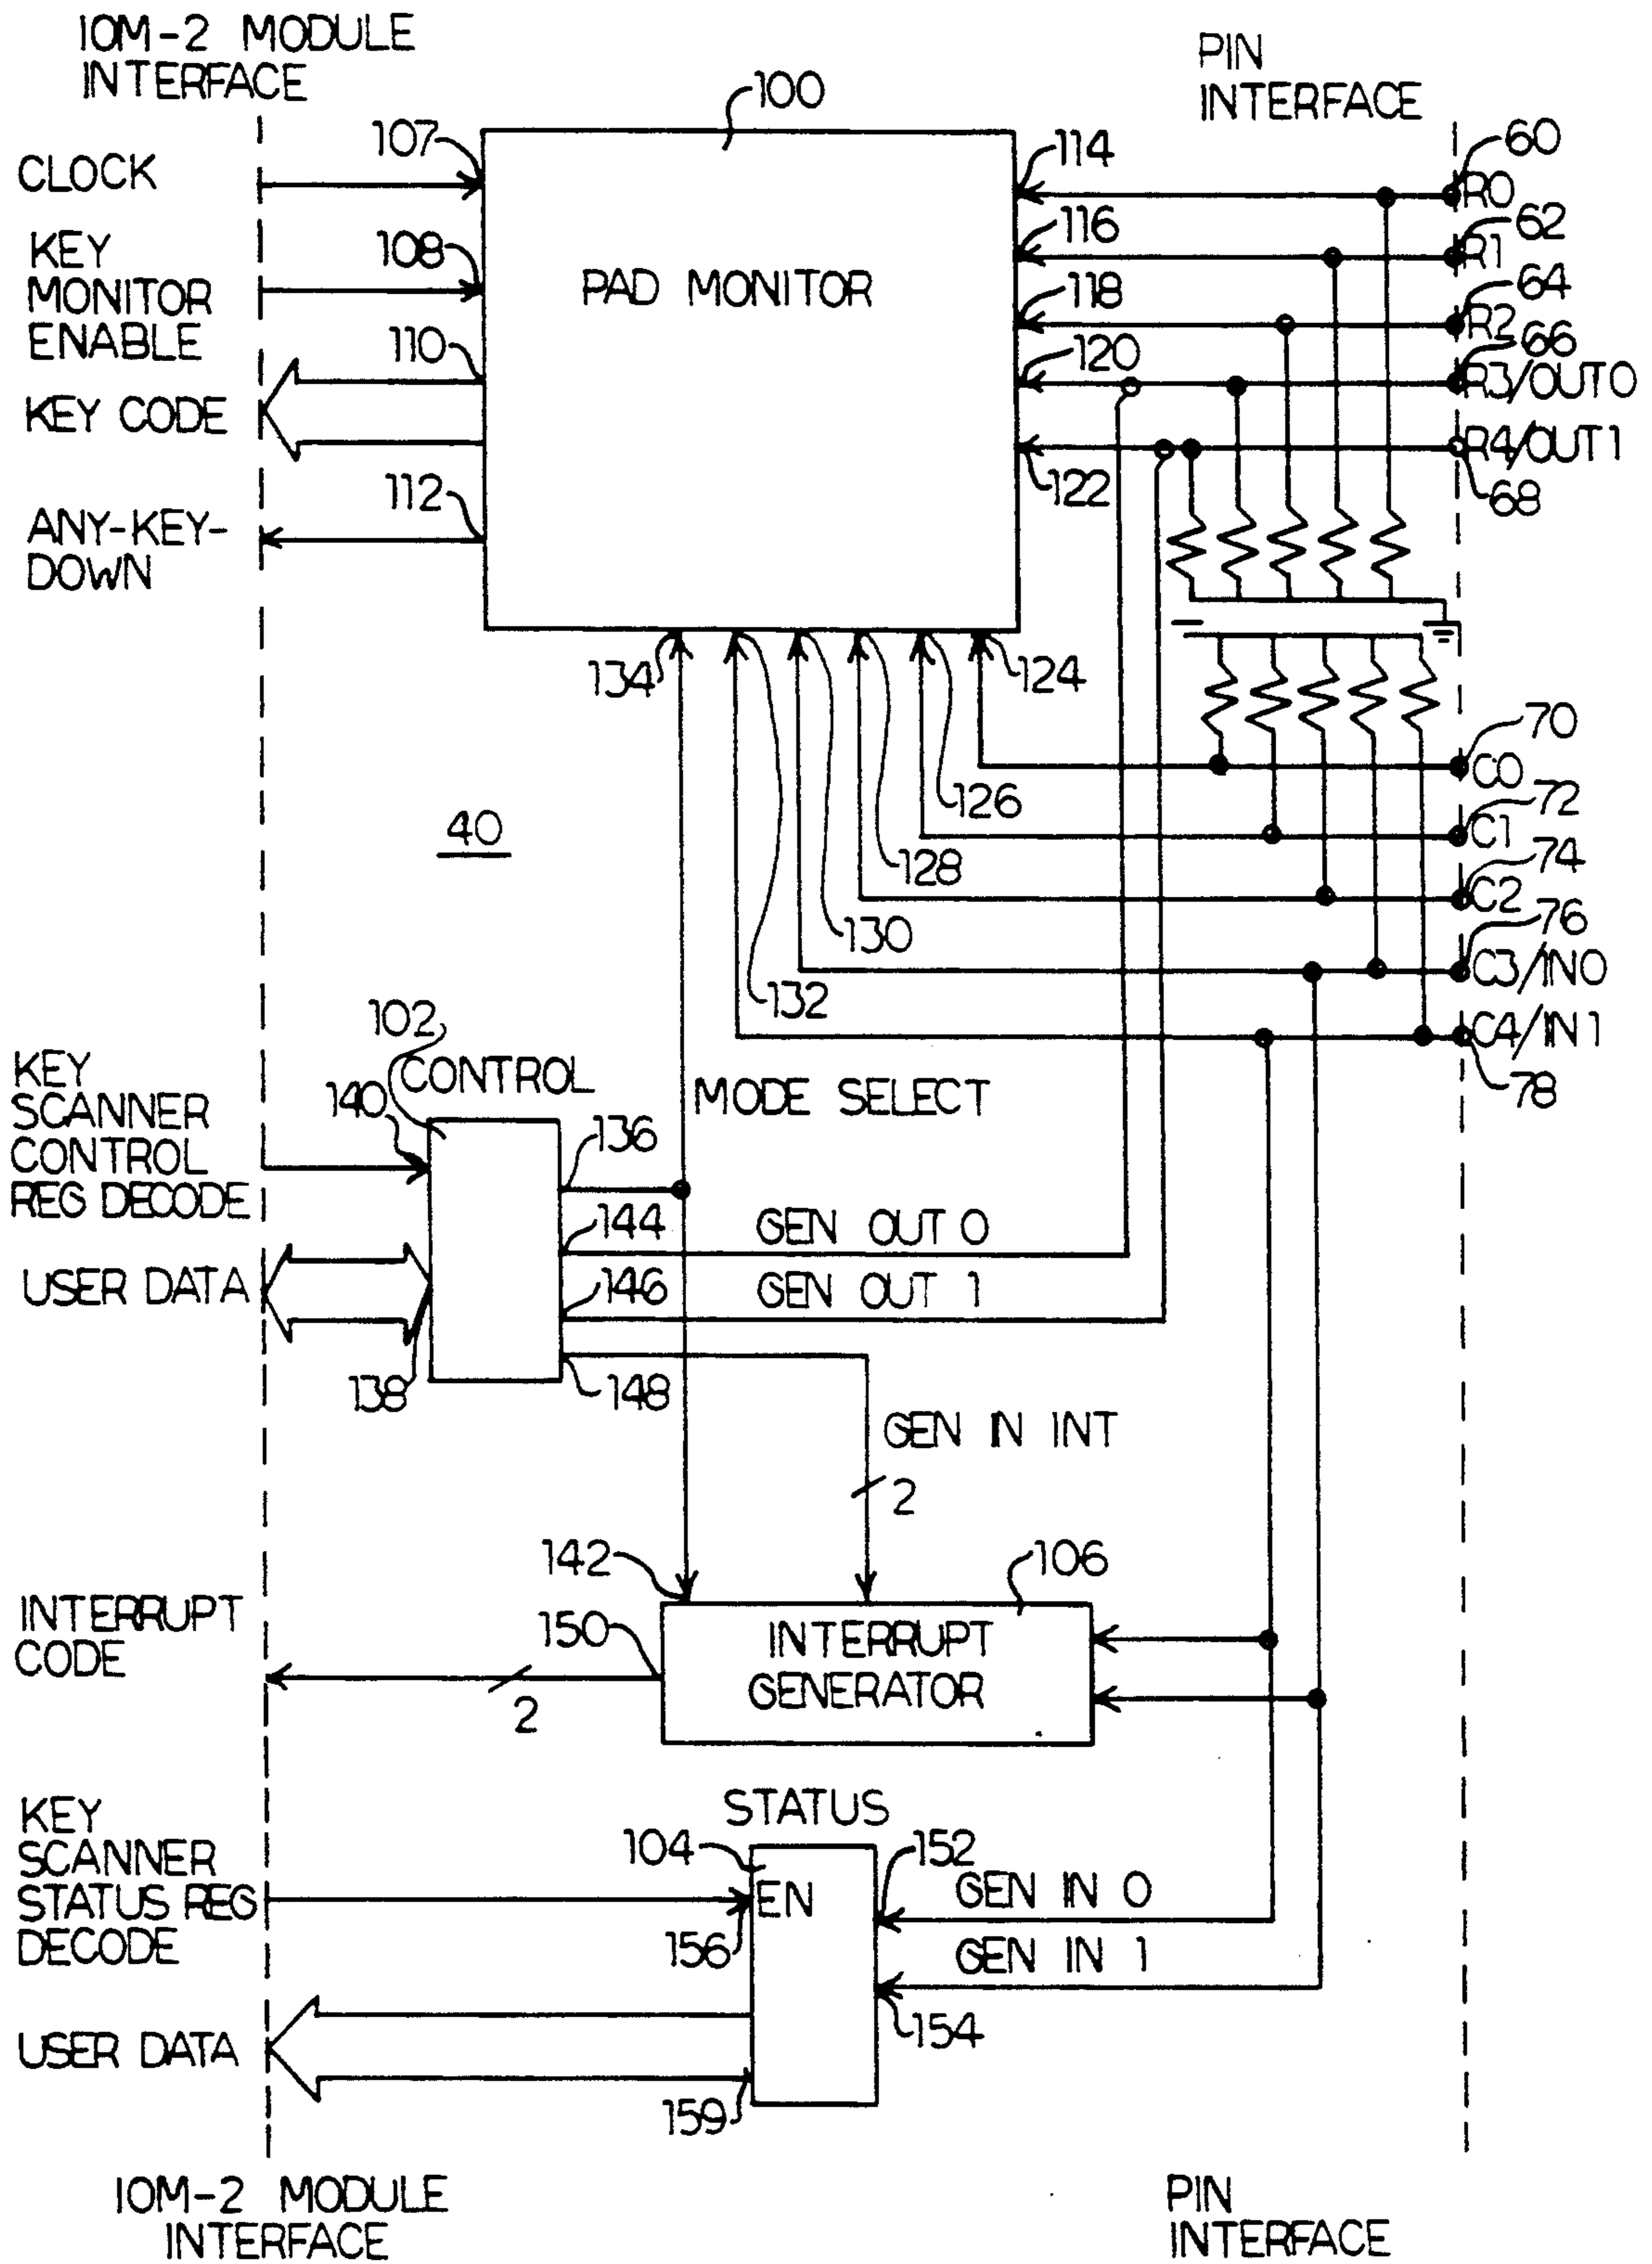 IOM-2 MODULE
INTERFACE
PIN
INTERFACE
100
CLOCK
107
114
60
R0
KEY
MONITOR
ENABLE
108
PAD MONITOR
116
62
R1
118
64
R2
110
120
66
R3/OUT0
KEY CODE
R4/OUT1
112
122
68
ANY-KEY-
DOWN
134
124
70
C0
40
126
72
C1
128
74
C2
130
76
C3/IN0
132
C4/IN1
78
102
CONTROL
KEY
SCANNER
CONTROL
REG DECODE
140
MODE SELECT
136
144
GEN OUT 0
USER DATA
146
GEN OUT 1
138
148
GEN IN INT
2
142
106
INTERRUPT
CODE
150
INTERRUPT
GENERATOR
2
STATUS
KEY
SCANNER
STATUS REG
DECODE
104
152
EN
GEN IN 0
156
GEN IN 1
154
USER DATA
159
IOM-2 MODULE
INTERFACE
PIN
INTERFACE